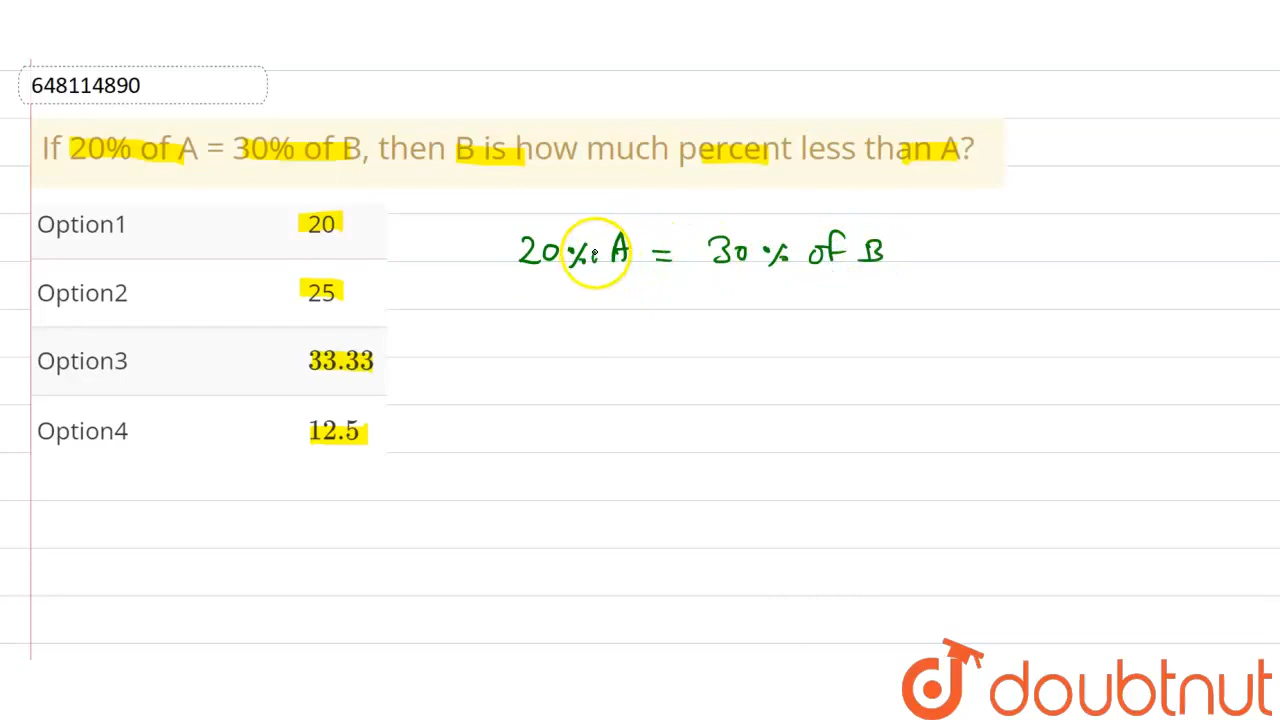 648114890
If 20% of A = 30% of B, then B is how much percent less than A?
Option1 20
20% A = 30% of B
Option2 25
Option3 33.33
Option4 12.5
doubtnut